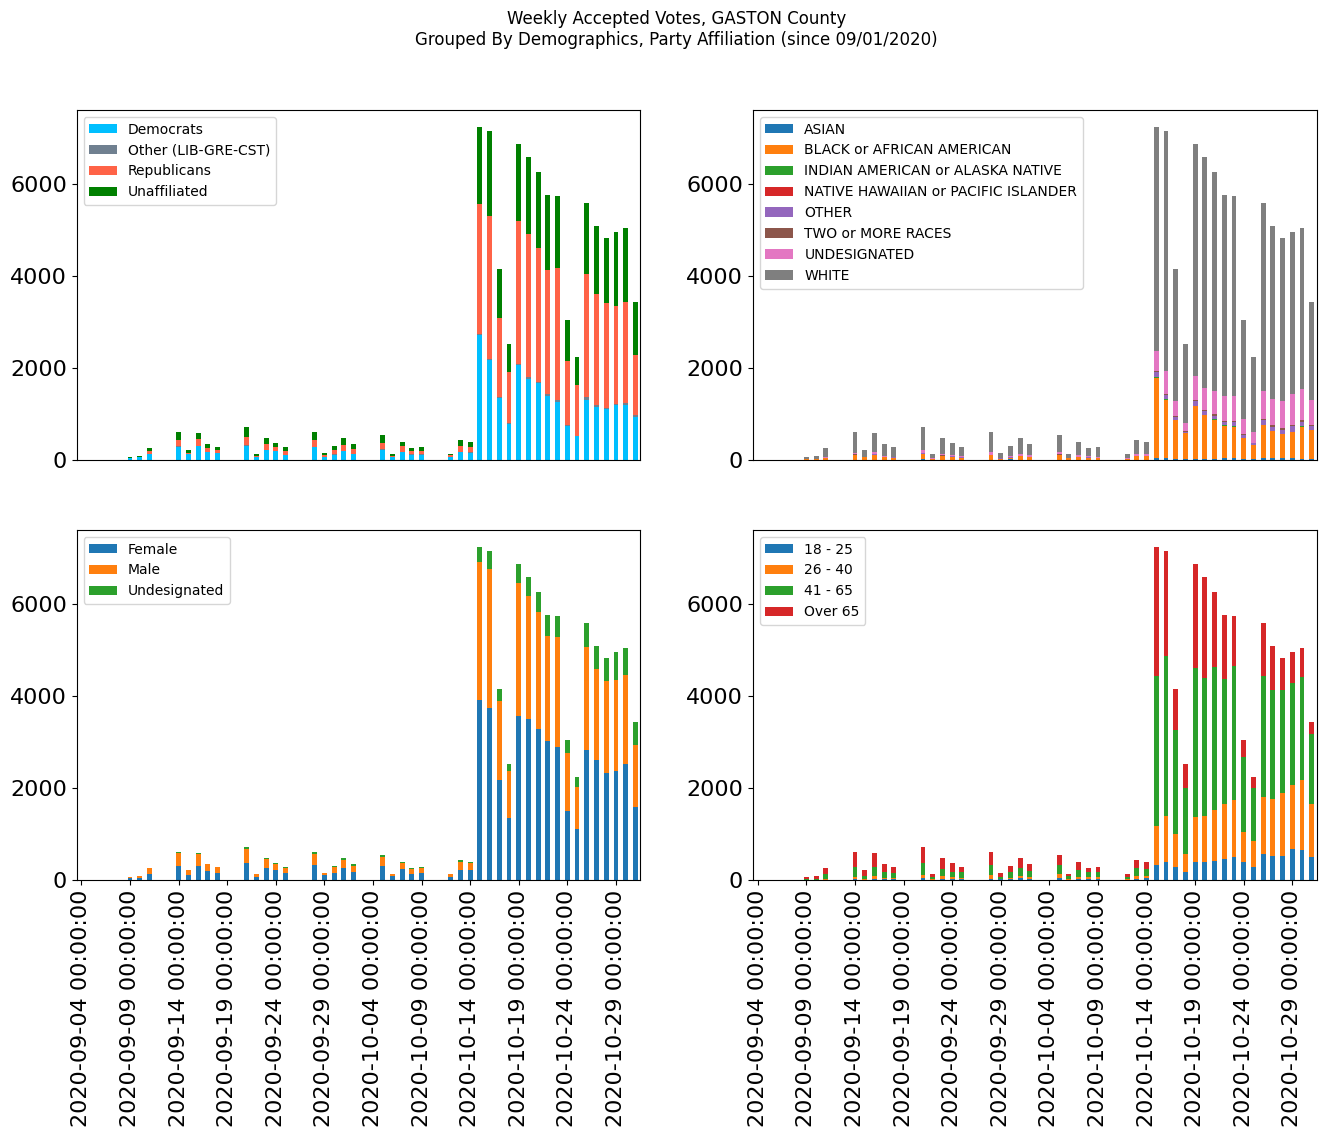 Weekly Accepted Votes, GASTON County
Grouped By Demographics, Party Affiliation (since 09/01/2020)
Democrats
Other (LIB-GRE-CST)
Republicans
Unaffiliated
6000
4000
2000
0
ASIAN
BLACK or AFRICAN AMERICAN
INDIAN AMERICAN or ALASKA NATIVE
NATIVE HAWAIIAN or PACIFIC ISLANDER
OTHER
TWO or MORE RACES
UNDESIGNATED
WHITE
6000
4000
2000
0
Female
Male
Undesignated
6000
4000
2000
0
2020-09-04 00:00:00
2020-09-09 00:00:00
2020-09-14 00:00:00
2020-09-19 00:00:00
2020-09-24 00:00:00
2020-09-29 00:00:00
2020-10-04 00:00:00
2020-10-09 00:00:00
2020-10-14 00:00:00
2020-10-19 00:00:00
2020-10-24 00:00:00
2020-10-29 00:00:00
18 - 25
26 - 40
41 - 65
Over 65
6000
4000
2000
0
2020-09-04 00:00:00
2020-09-09 00:00:00
2020-09-14 00:00:00
2020-09-19 00:00:00
2020-09-24 00:00:00
2020-09-29 00:00:00
2020-10-04 00:00:00
2020-10-09 00:00:00
2020-10-14 00:00:00
2020-10-19 00:00:00
2020-10-24 00:00:00
2020-10-29 00:00:00